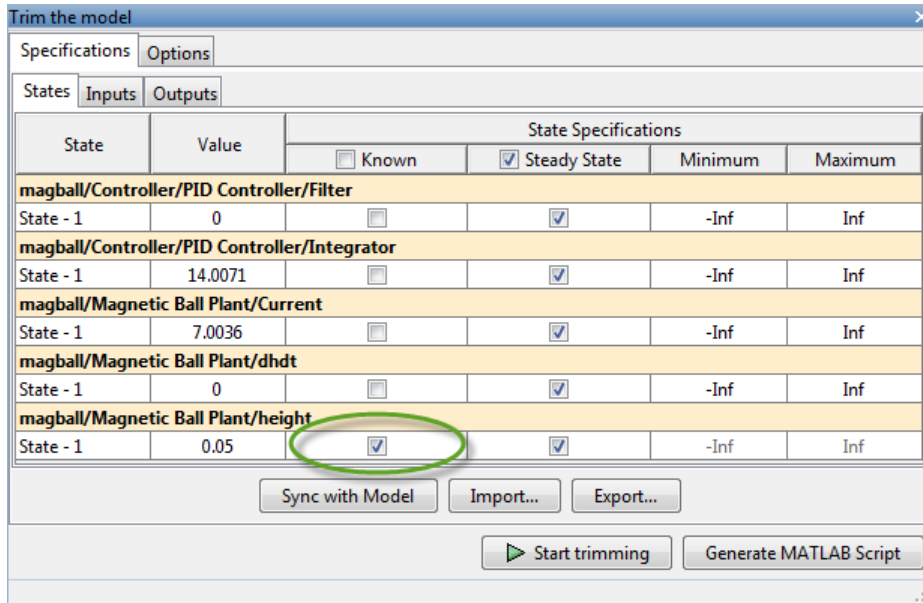 Trim the model
Specifications Options
States Inputs Outputs
State Value State Specifications
Known Steady State Minimum Maximum
magball/Controller/PID Controller/Filter
State - 1 0 -Inf Inf
magball/Controller/PID Controller/Integrator
State - 1 14.0071 -Inf Inf
magball/Magnetic Ball Plant/Current
State - 1 7.0036 -Inf Inf
magball/Magnetic Ball Plant/dhdt
State - 1 0 -Inf Inf
magball/Magnetic Ball Plant/height
State - 1 0.05 -Inf Inf
Sync with Model Import... Export...
Start trimming Generate MATLAB Script